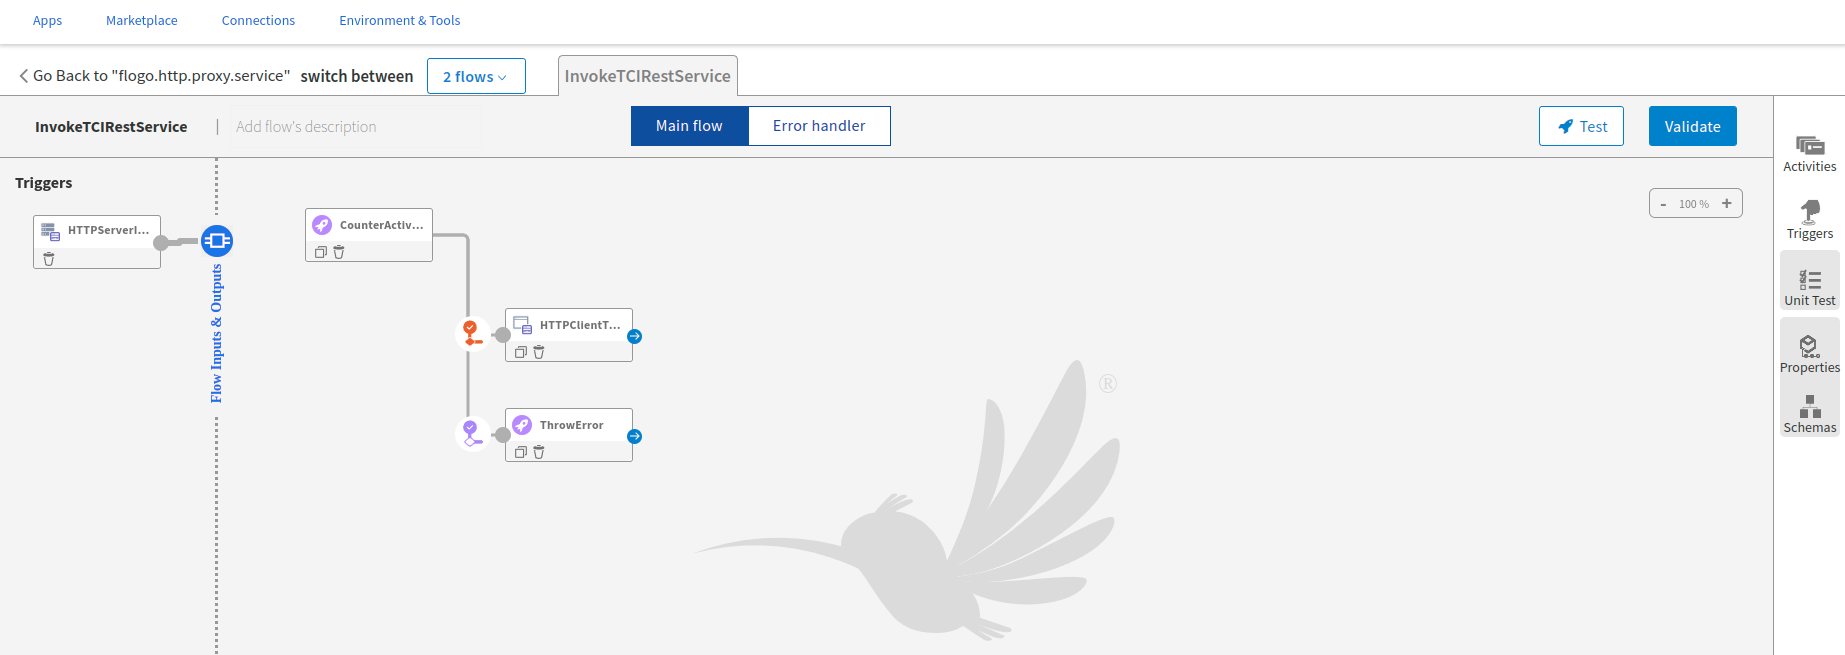 Apps Marketplace Connections Environment & Tools
Go Back to "flogo.http.proxy.service" switch between 2 flows InvokeTCIRestService
InvokeTCIRestService | Add flow's description Main flow Error handler Test Validate
Activities
Triggers
- 100 % +
HTTPServerI...
CounterActiv...
Triggers
Flow Inputs & Outputs
Unit Test
HTTPClientT...
Properties
®
ThrowError
Schemas